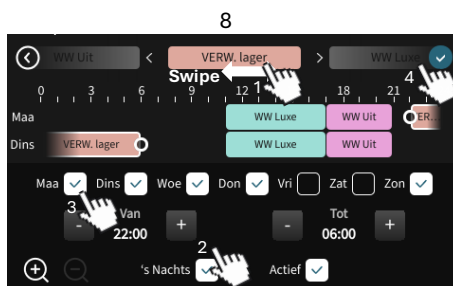 8
WW Uit < VERW. lager > WW Luxe
Swipe 1 4
0 3 6 9 12 18 21
Maa WW Luxe WW Uit ER..
Dins VERW. lager WW Luxe WW Uit
Maa Dins Woe Don Vri Zat Zon
3
Van Tot
- 22:00 + - 06:00 +
2
's Nachts Actief